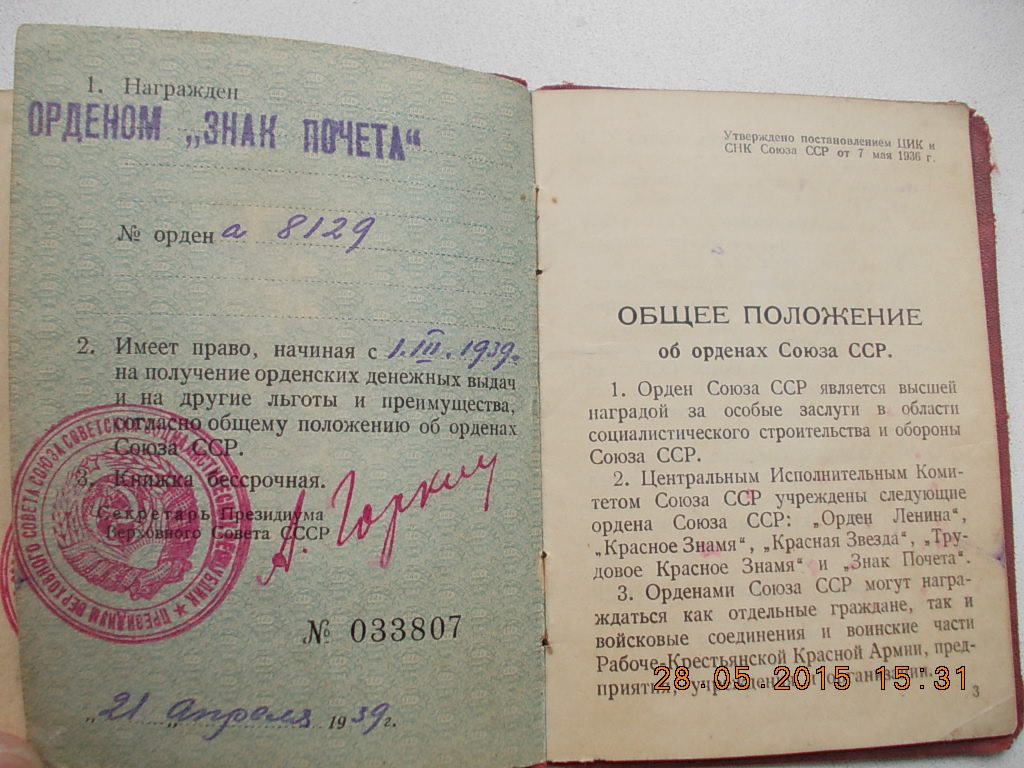 1. Награжден
ОРДЕНОМ „ЗНАК ПОЧЕТА“
№ орден а 8129
2. Имеет право, начиная с 1.III.1939г.
на получение орденских денежных выдач
и на другие льготы и преимущества,
согласно общему положению об орденах
Союза ССР.
3. Книжка бессрочная.
Секретарь Президиума
Верховного Совета СССР
А. Горкин
№ 033807
„21 апреля 1939г.
Утверждено постановлением ЦИК и
СНК Союза ССР от 7 мая 1936 г.
ОБЩЕЕ ПОЛОЖЕНИЕ
об орденах Союза ССР.
1. Орден Союза ССР является высшей
наградой за особые заслуги в области
социалистического строительства и обороны
Союза ССР.
2. Центральным Исполнительным Коми-
тетом Союза ССР учреждены следующие
ордена Союза ССР: „Орден Ленина“,
„Красное Знамя“, „Красная Звезда“, „Тру-
довое Красное Знамя“ и „Знак Почета“.
3. Орденами Союза ССР могут награ-
ждаться как отдельные граждане, так и
войсковые соединения и воинские части
Рабоче-Крестьянской Красной Армии, пред-
приятия, учреждения и организации.
3
28.05.2015 15:31